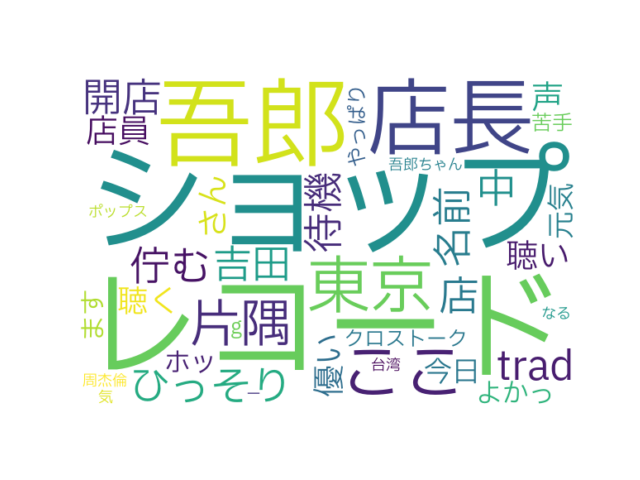 開店
吾郎
店長
声
店員
やっぱり
苦手
吾郎ちゃん
ショップ
中
ポップス
さん
待機
名前
元気
佇む
吉田
聴い
東京
ます
聴く
片隅
g
店
レコード
なる
クロストーク
ホッ
台湾
trad
周杰倫
ひっそり
優しい
ここ
今日
よかっ
気